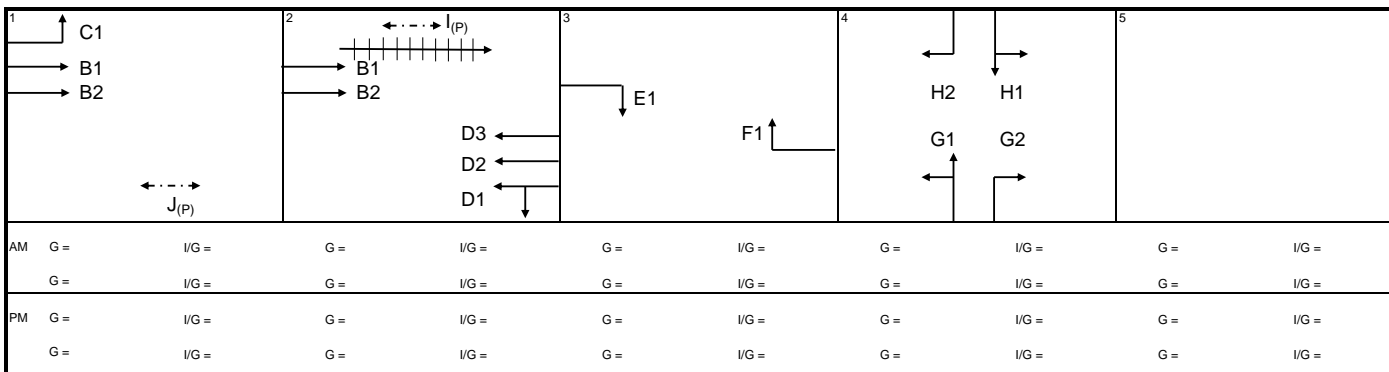 1 2 3 4 5
C1
B1
B2
J(P)
I(P)
B1
B2
D3
D2
D1
E1
F1
H2 H1
G1 G2
AM G = I/G = G = I/G = G = I/G = G = I/G = G = I/G =
G = I/G = G = I/G = G = I/G = G = I/G = G = I/G =
PM G = I/G = G = I/G = G = I/G = G = I/G = G = I/G =
G = I/G = G = I/G = G = I/G = G = I/G = G = I/G =